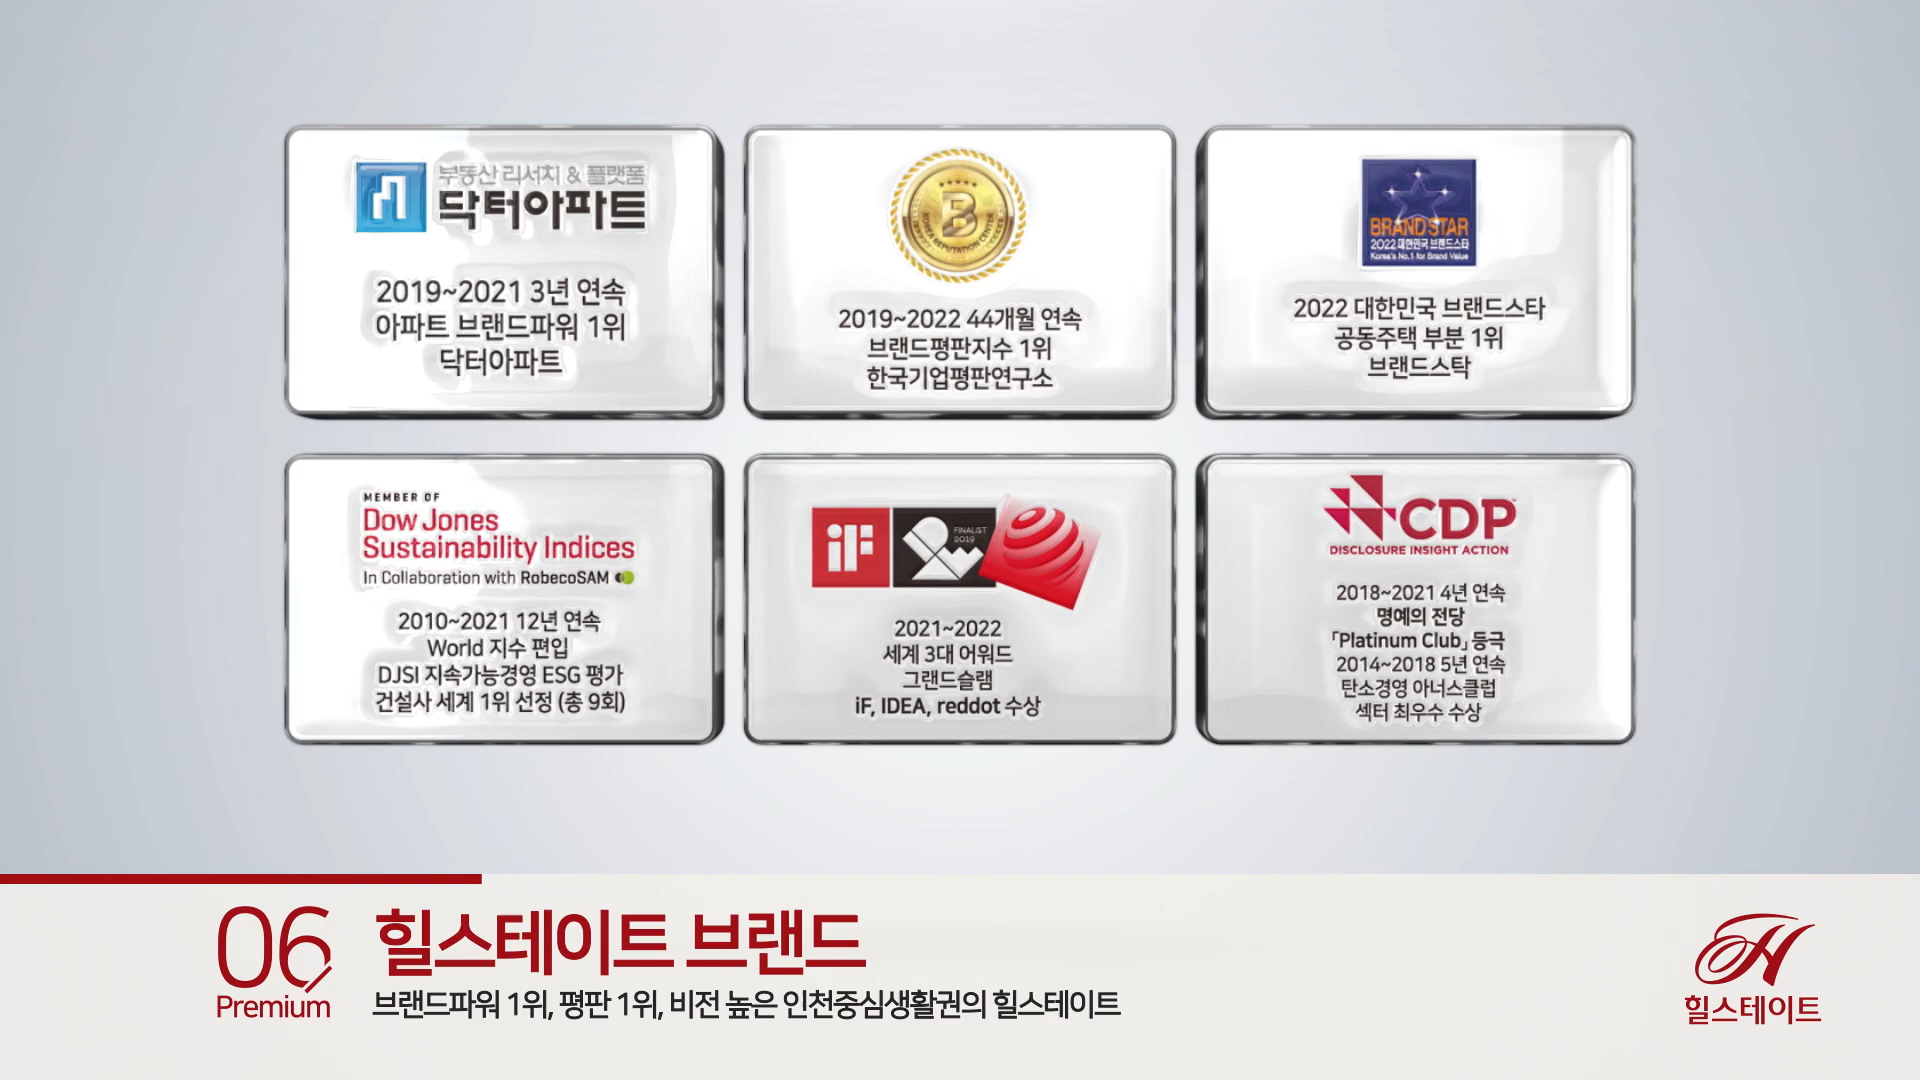 부동산 리서치 & 플랫폼
닥터아파트
2019~2021 3년 연속
아파트 브랜드파워 1위
닥터아파트
B
KOREA REPUTATION CENTER
2019~2022 44개월 연속
브랜드평판지수 1위
한국기업평판연구소
BRAND STAR
2022 대한민국 브랜드스타
Korea's No.1 for Brand Value
2022 대한민국 브랜드스타
공동주택 부분 1위
브랜드스탁
MEMBER OF
Dow Jones
Sustainability Indices
In Collaboration with RobecoSAM
2010~2021 12년 연속
World 지수 편입
DJSI 지속가능경영 ESG 평가
건설사 세계 1위 선정 (총 9회)
iF
FINALIST
2019
2021~2022
세계 3대 어워드
그랜드슬램
iF, IDEA, reddot 수상
CDP
DISCLOSURE INSIGHT ACTION
2018~2021 4년 연속
명예의 전당
「Platinum Club」 등극
2014~2018 5년 연속
탄소경영 아너스클럽
섹터 최우수 수상
06
Premium
힐스테이트 브랜드
브랜드파워 1위, 평판 1위, 비전 높은 인천중심생활권의 힐스테이트
H
힐스테이트